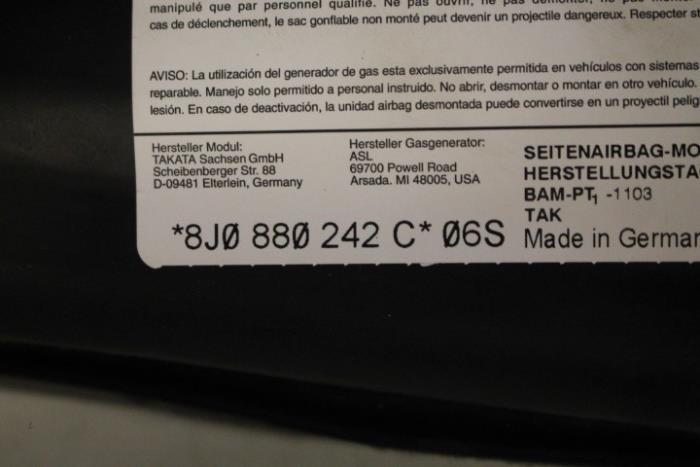 manipulé que par personnel qualifié. Ne pas ouvrir, ne pas démonter, ne pas
cas de déclenchement, le sac gonflable non monté peut devenir un projectile dangereux. Respecter
AVISO: La utilización del generador de gas esta exclusivamente permitida en vehículos con sistemas
reparable. Manejo solo permitido a personal instruido. No abrir, desmontar o montar en otro vehículo.
lesión. En caso de deactivación, la unidad airbag desmontada puede convertirse en un proyectil pelig
Hersteller Modul:
TAKATA Sachsen GmbH
Scheibenberger Str. 88
D-09481 Elterlein, Germany
Hersteller Gasgenerator:
ASL
69700 Powell Road
Arsada. MI 48005, USA
SEITENAIRBAG-MO
HERSTELLUNGSTA
BAM-PT₁ -1103
TAK
Made in German
*8J0 880 242 C* 06S